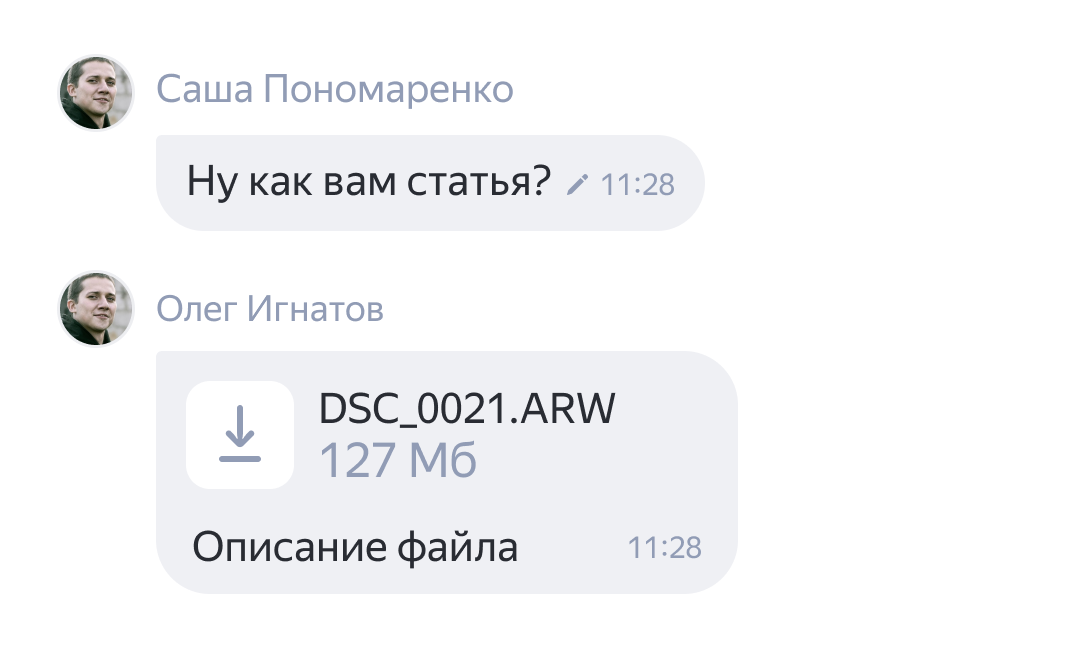 Саша Пономаренко
Ну как вам статья? 11:28
Олег Игнатов
DSC_0021.ARW
127 Мб
Описание файла 11:28